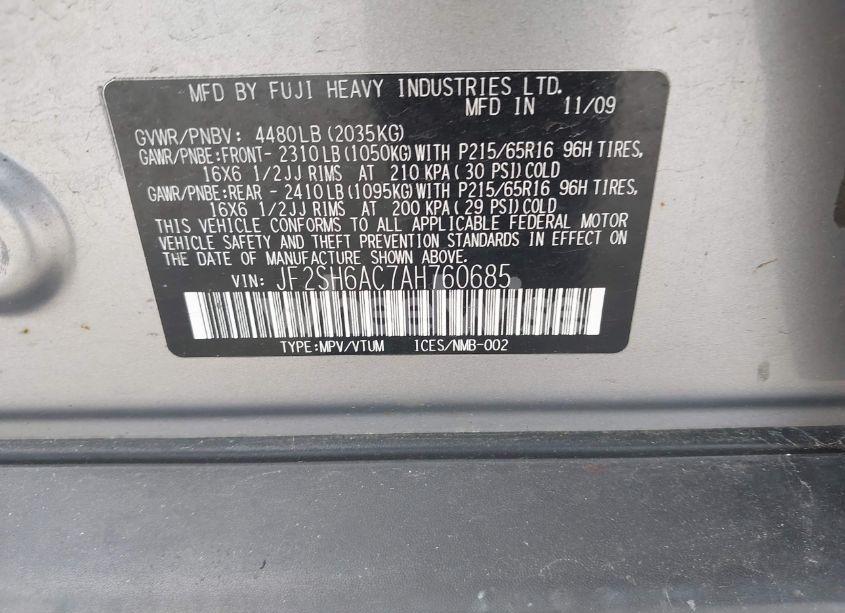 MFD BY FUJI HEAVY INDUSTRIES LTD.
MFD IN 11/09
GVWR/PNBV: 4480LB (2035KG)
GAWR/PNBE:FRONT- 2310LB (1050KG) WITH P215/65R16 96H TIRES,
16X6 1/2JJ RIMS AT 210 KPA ( 30 PSI) COLD
GAWR/PNBE:REAR - 2410LB (1095KG) WITH P215/65R16 96H TIRES,
16X6 1/2JJ RIMS AT 200 KPA ( 29 PSI) COLD
THIS VEHICLE CONFORMS TO ALL APPLICABLE FEDERAL MOTOR
VEHICLE SAFETY AND THEFT PREVENTION STANDARDS IN EFFECT ON
THE DATE OF MANUFACTURE SHOWN ABOVE.
VIN: JF2SH6AC7AH760685
TYPE:MPV/VTUM ICES/NMB-002